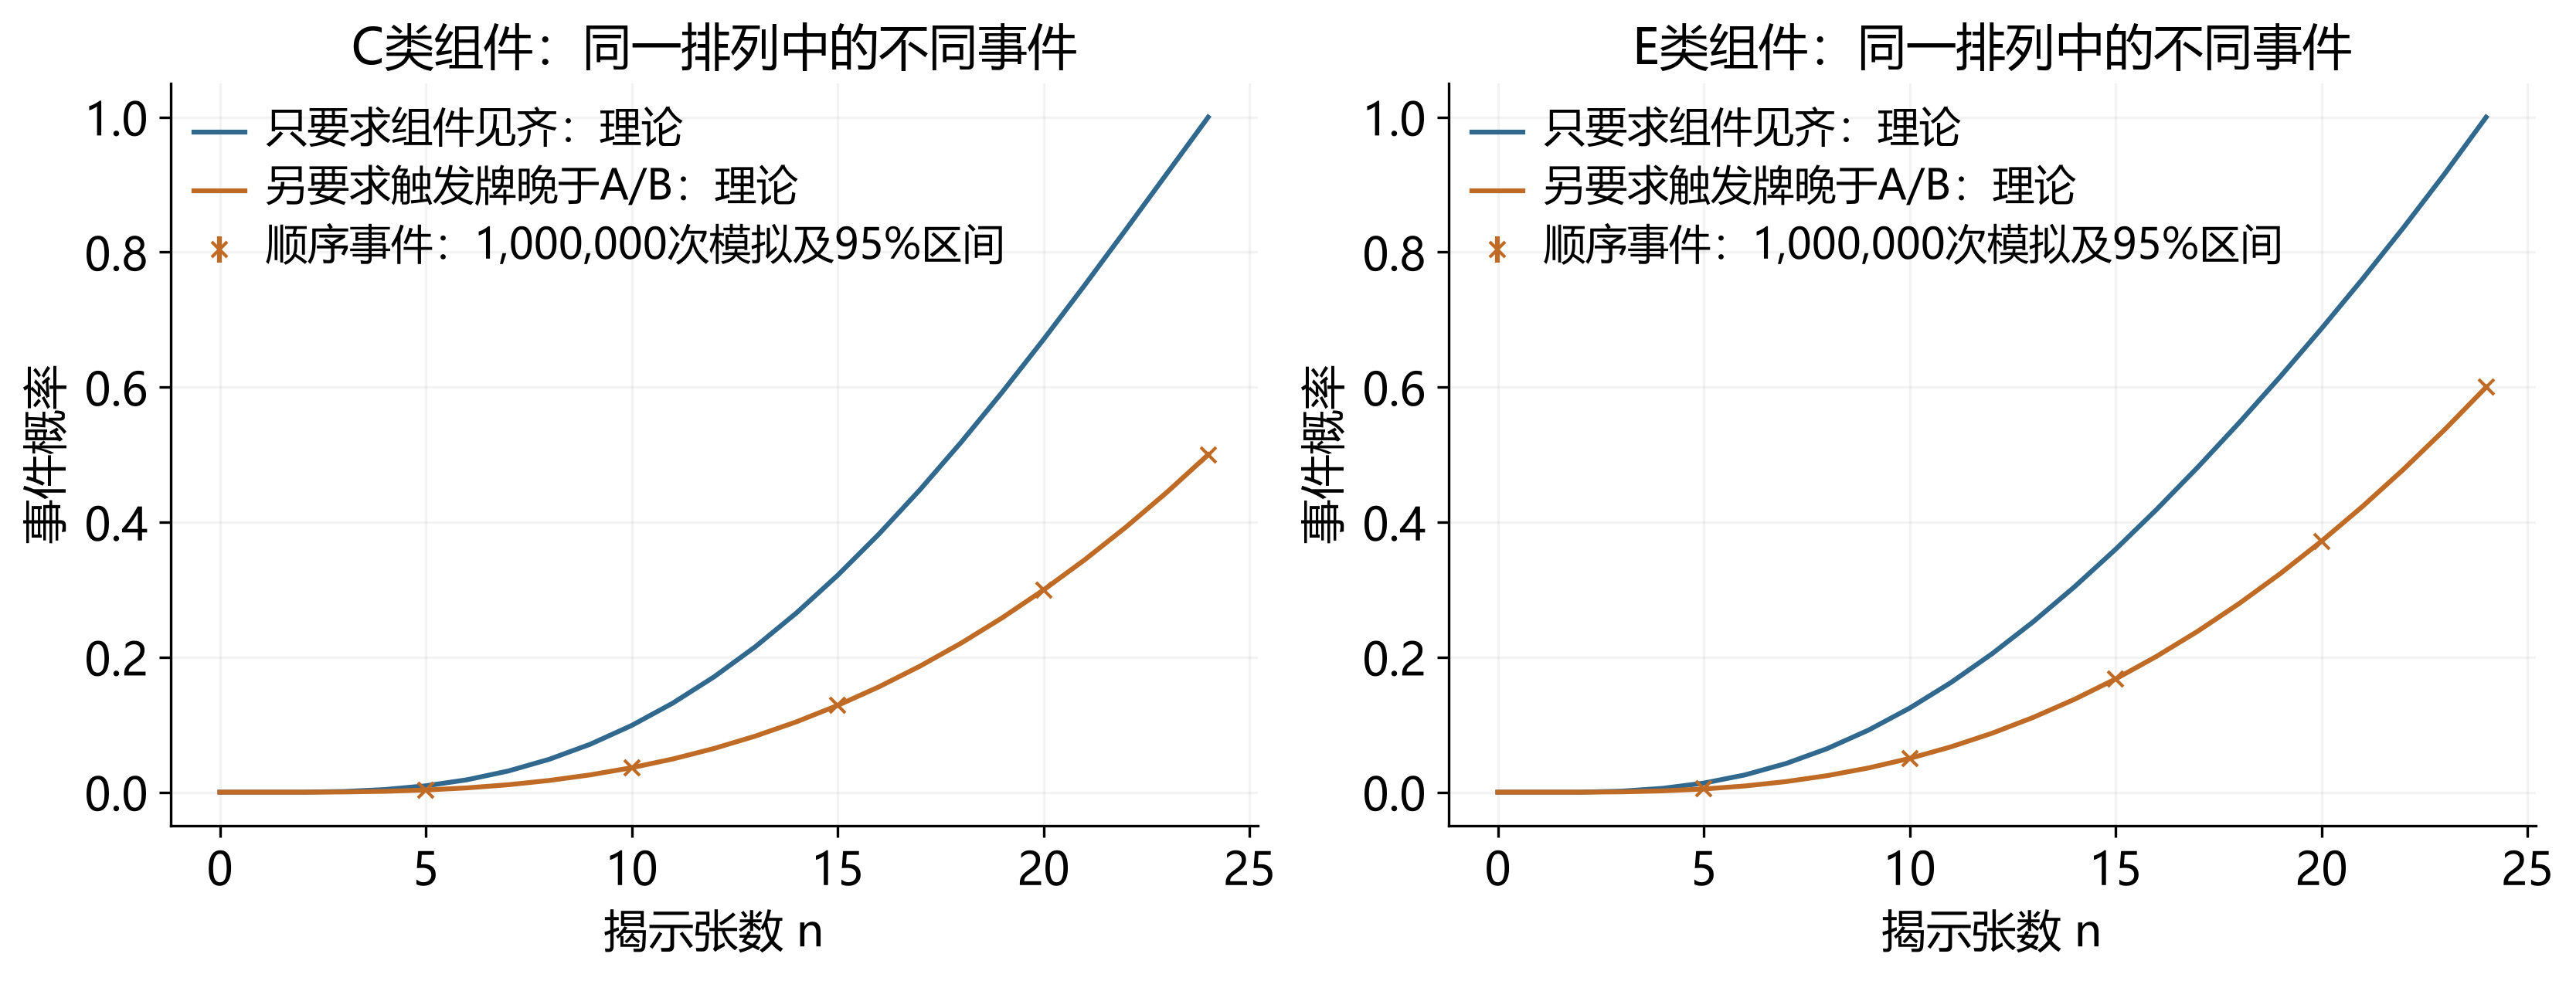 C类组件：同一排列中的不同事件
只要求组件见齐：理论
另要求触发牌晚于A/B：理论
顺序事件：1,000,000次模拟及95%区间
事件概率
1.0
0.8
0.6
0.4
0.2
0.0
0 5 10 15 20 25
揭示张数 n
E类组件：同一排列中的不同事件
只要求组件见齐：理论
另要求触发牌晚于A/B：理论
顺序事件：1,000,000次模拟及95%区间
事件概率
1.0
0.8
0.6
0.4
0.2
0.0
0 5 10 15 20 25
揭示张数 n